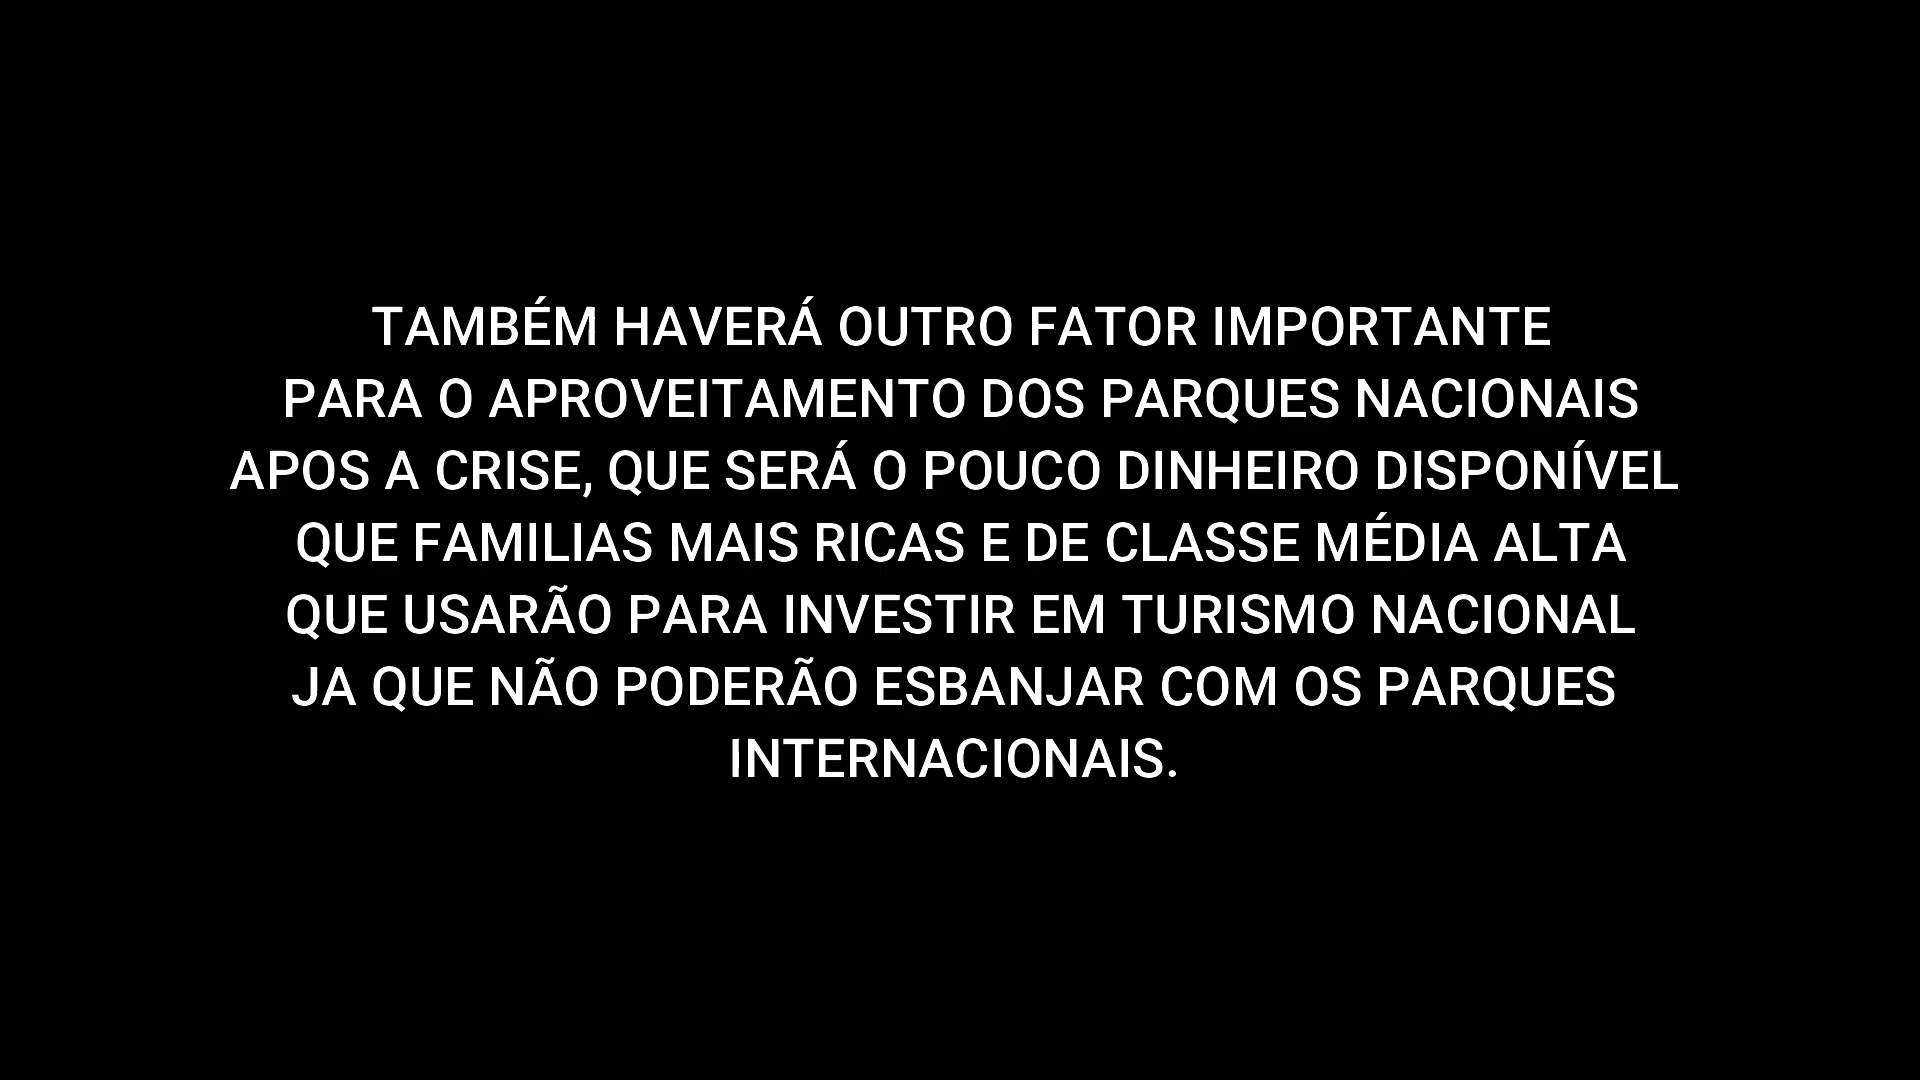 TAMBÉM HAVERÁ OUTRO FATOR IMPORTANTE
PARA O APROVEITAMENTO DOS PARQUES NACIONAIS
APOS A CRISE, QUE SERÁ O POUCO DINHEIRO DISPONÍVEL
QUE FAMILIAS MAIS RICAS E DE CLASSE MÉDIA ALTA
QUE USARÃO PARA INVESTIR EM TURISMO NACIONAL
JA QUE NÃO PODERÃO ESBANJAR COM OS PARQUES
INTERNACIONAIS.